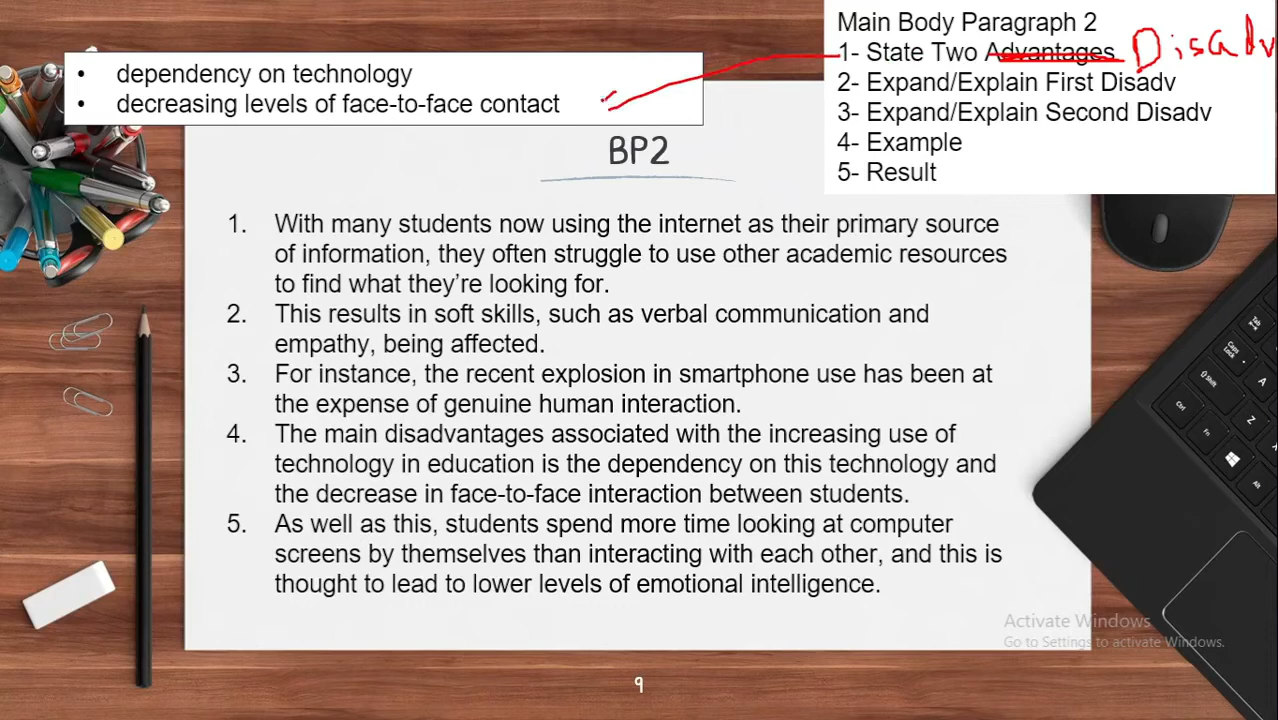 Main Body Paragraph 2
1- State Two Advantages Disadv
2- Expand/Explain First Disadv
3- Expand/Explain Second Disadv
4- Example
5- Result
• dependency on technology
• decreasing levels of face-to-face contact
BP2
1. With many students now using the internet as their primary source
of information, they often struggle to use other academic resources
to find what they’re looking for.
2. This results in soft skills, such as verbal communication and
empathy, being affected.
3. For instance, the recent explosion in smartphone use has been at
the expense of genuine human interaction.
4. The main disadvantages associated with the increasing use of
technology in education is the dependency on this technology and
the decrease in face-to-face interaction between students.
5. As well as this, students spend more time looking at computer
screens by themselves than interacting with each other, and this is
thought to lead to lower levels of emotional intelligence.
Activate Windows
Go to Settings to activate Windows.
9
Tab
Caps
Lock
Shift
Ctrl
Fn
Alt
A
Z